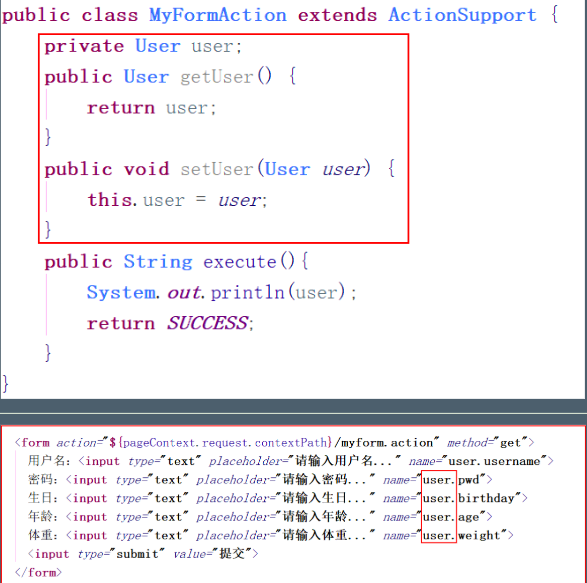 public class MyFormAction extends ActionSupport {
private User user;
public User getUser() {
return user;
}
public void setUser(User user) {
this.user = user;
}
public String execute(){
System.out.println(user);
return SUCCESS;
}
}
<form action="${pageContext.request.contextPath}/myform.action" method="get">
用户名：<input type="text" placeholder="请输入用户名..." name="user.username">
密码：<input type="text" placeholder="请输入密码..." name="user.pwd">
生日：<input type="text" placeholder="请输入生日..." name="user.birthday">
年龄：<input type="text" placeholder="请输入年龄..." name="user.age">
体重：<input type="text" placeholder="请输入体重..." name="user.weight">
<input type="submit" value="提交">
</form>